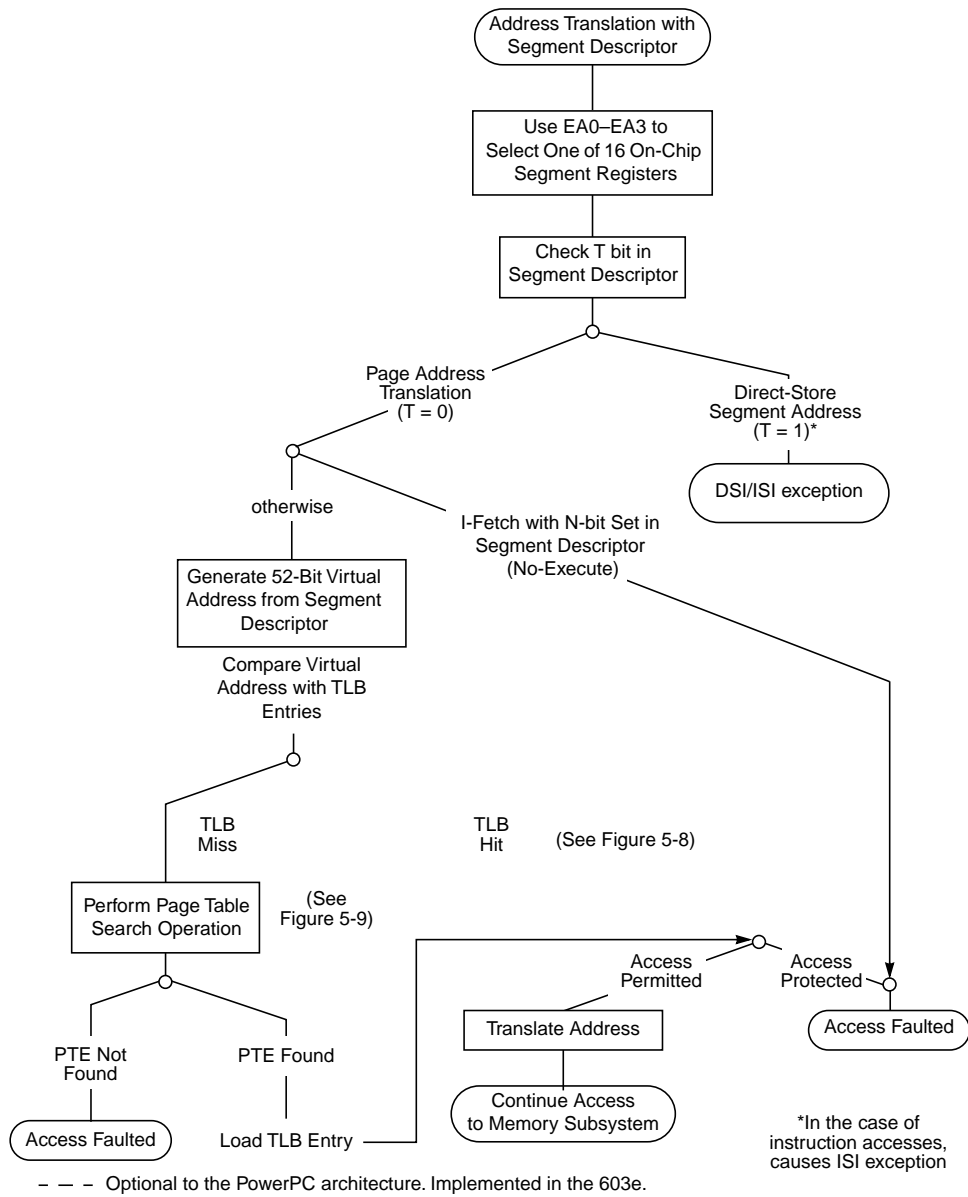 Address Translation with
Segment Descriptor
Use EA0–EA3 to
Select One of 16 On-Chip
Segment Registers
Check T bit in
Segment Descriptor
Page Address
Translation
(T = 0)
Direct-Store
Segment Address
(T = 1)*
DSI/ISI exception
otherwise
I-Fetch with N-bit Set in
Segment Descriptor
(No-Execute)
Generate 52-Bit Virtual
Address from Segment
Descriptor
Compare Virtual
Address with TLB
Entries
TLB
Miss
TLB
Hit
(See Figure 5-8)
Perform Page Table
Search Operation
(See
Figure 5-9)
Access
Permitted
Access
Protected
PTE Not
Found
PTE Found
Translate Address
Access Faulted
Continue Access
to Memory Subsystem
Access Faulted
Load TLB Entry
*In the case of
instruction accesses,
causes ISI exception
– – – Optional to the PowerPC architecture. Implemented in the 603e.